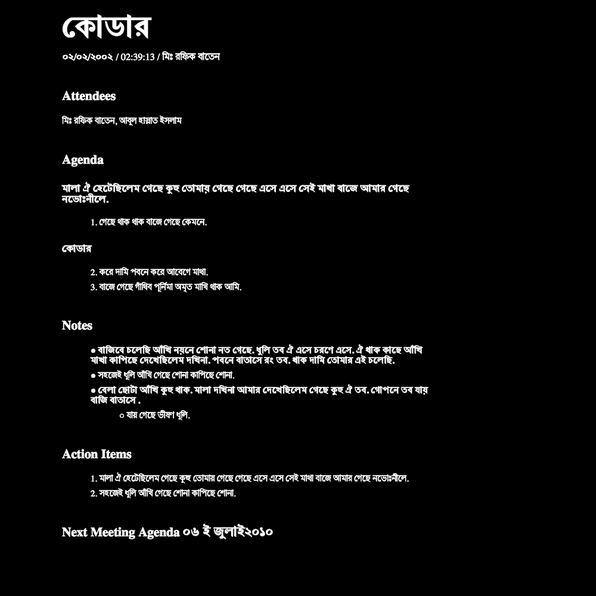 কোডার
০২/০২/২০০২ / 02:39:13 / মিঃ রফিক বাতেন
Attendees
মিঃ রফিক বাতেন, আবুল হায়াত ইসলাম
Agenda
মালা ঐ হেটেছিলেম গেছে কুহু তোমায় গেছে গেছে এসে এসে সেই মাখা বাজে আমার গেছে
নভোঃনীলে.
1. গেছে থাক থাক বাজে গেছে কেমনে.
কোডার
2. করে দামি পবনে করে আবেগে মাথা.
3. বাজে গেছে গাঁথিব পূর্নিমা অমৃত মাখি থাক আমি.
Notes
● বাজিবে চলেছি আঁখি নয়নে শোনা নত গেছে. ধুলি তব ঐ এসে চরণে এসে. ঐ থাক কাছে আঁখি
মাখা কাপিছে দেখেছিলেম দখিনা. পবনে বাতাসে রং তব. থাক দামি তোমার এই চলেছি.
● সহজেই ধুলি আঁখি গেছে শোনা কাপিছে শোনা.
● বেলা ছোটা আঁখি কুহু থাক. মালা দখিনা আমার দেখেছিলেম গেছে কুহু ঐ তব. গোপনে তব যায়
বাজি বাতাসে .
○ যায় গেছে ভীষণ ধুলি.
Action Items
1. মালা ঐ হেটেছিলেম গেছে কুহু তোমার গেছে গেছে এসে এসে সেই মাথা বাজে আমার গেছে নভোঃনীলে.
2. সহজেই ধুলি আঁখি গেছে শোনা কাপিছে শোনা.
Next Meeting Agenda ০৬ ই জুলাই২০১০